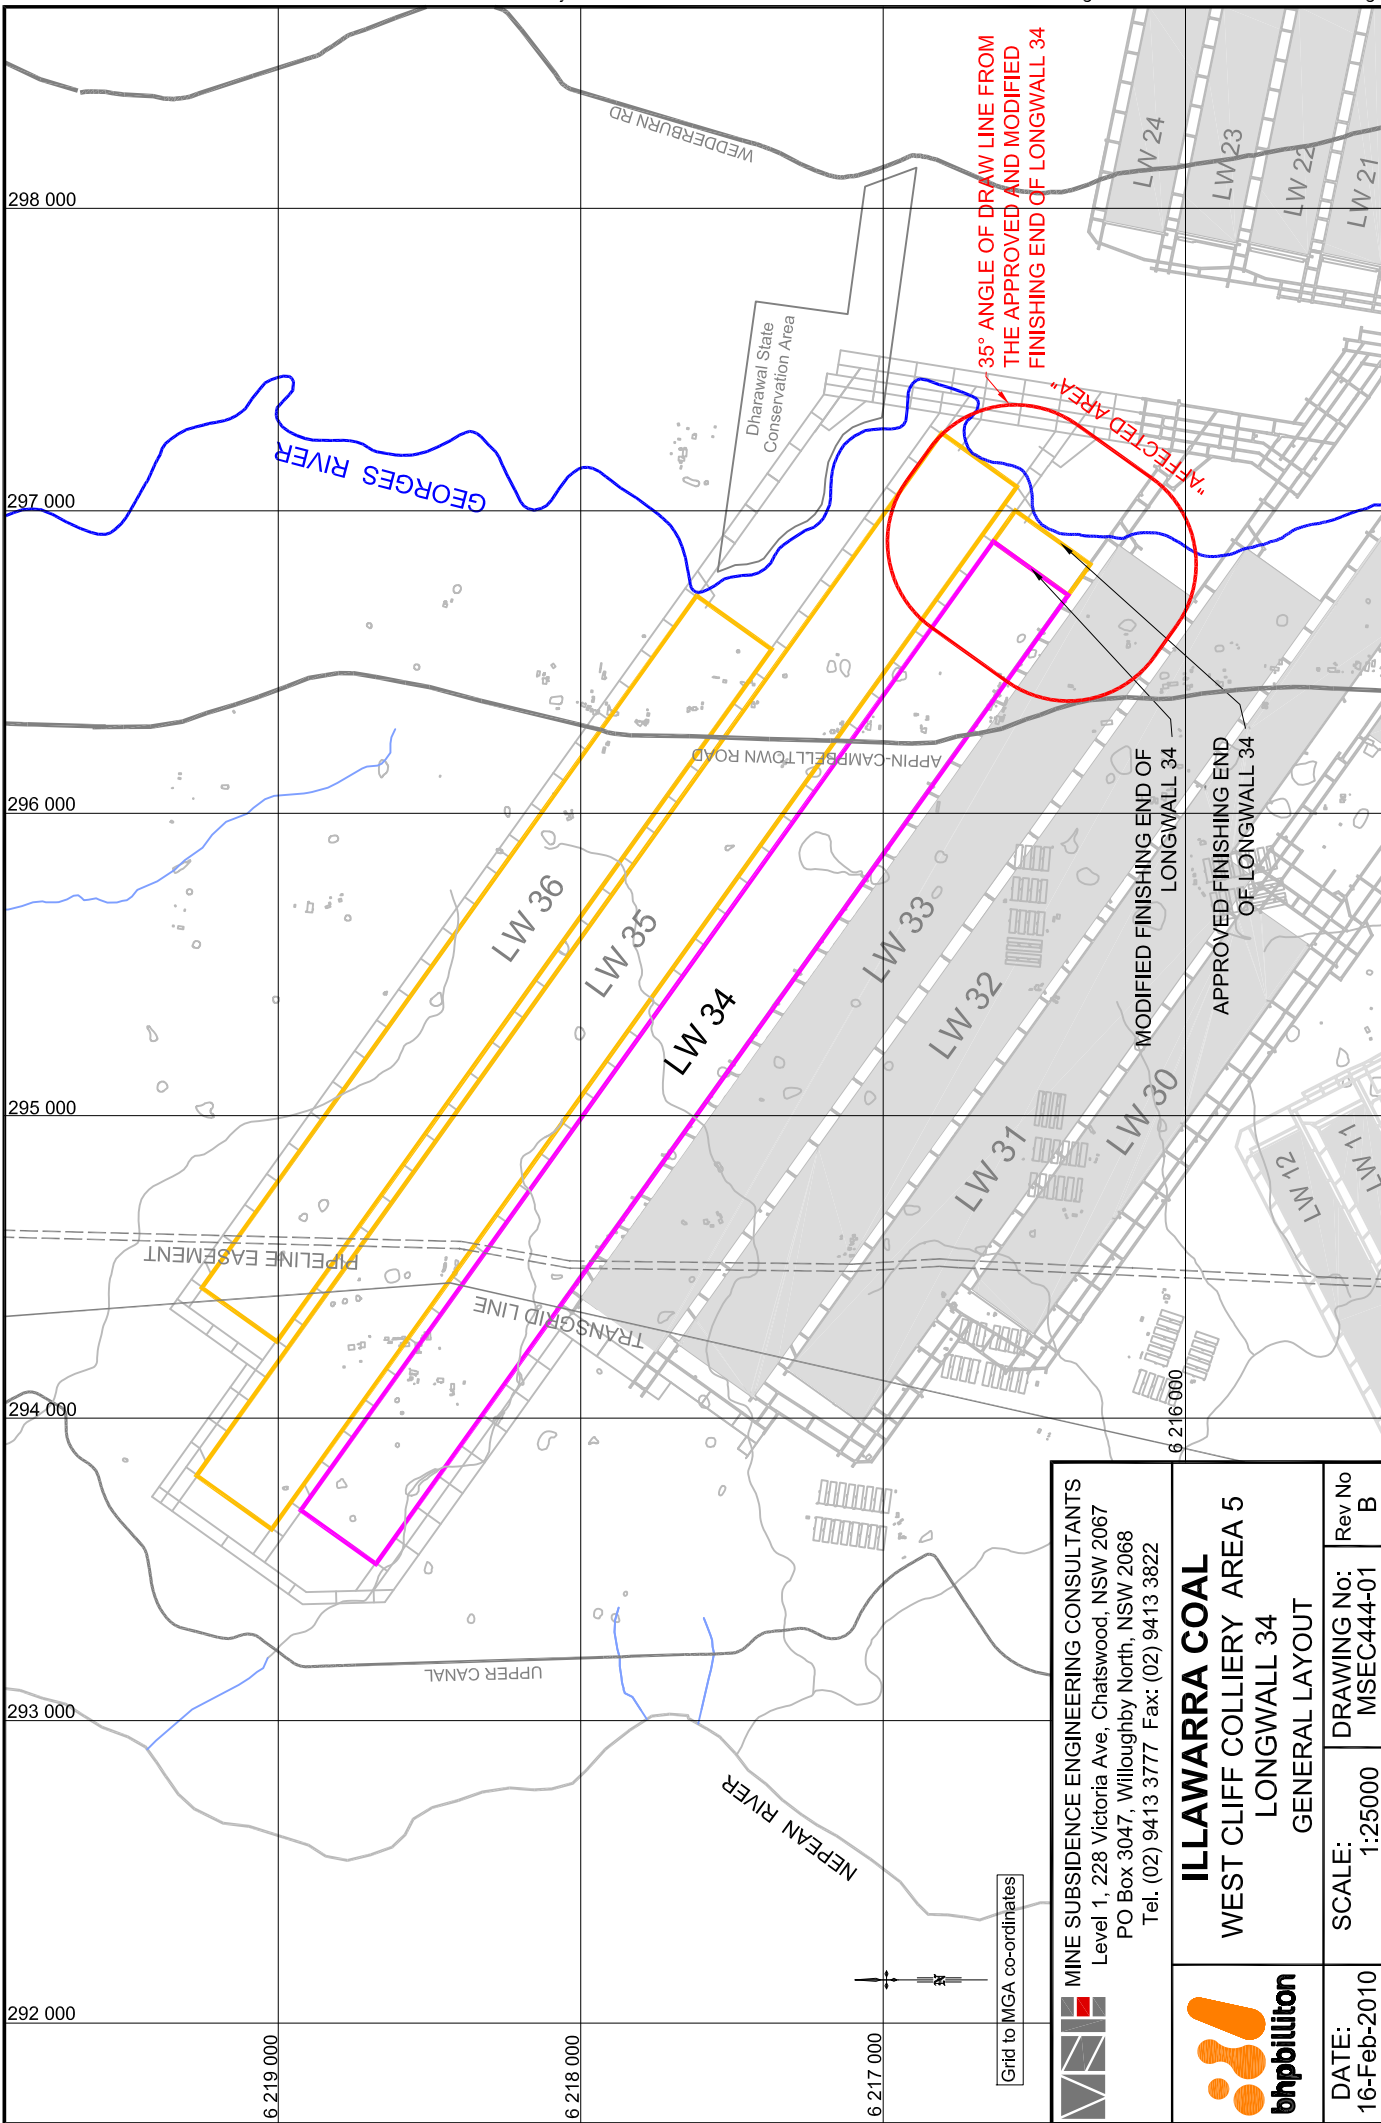 298 000
297 000
296 000
295 000
294 000
293 000
292 000
6 219 000
6 218 000
6 217 000
6 216 000
WEDDERBURN RD
GEORGES RIVER
Dharawal State
Conservation Area
35° ANGLE OF DRAW LINE FROM
THE APPROVED AND MODIFIED
FINISHING END OF LONGWALL 34
"AFFECTED AREA"
LW 24
LW 23
LW 22
LW 21
APPIN-CAMPBELLTOWN ROAD
MODIFIED FINISHING END OF
LONGWALL 34
APPROVED FINISHING END
OF LONGWALL 34
LW 36
LW 35
LW 34
LW 33
LW 32
LW 31
LW 30
LW 12
LW 11
PIPELINE EASEMENT
TRANSGRID LINE
UPPER CANAL
NEPEAN RIVER
N
Grid to MGA co-ordinates
MINE SUBSIDENCE ENGINEERING CONSULTANTS
Level 1, 228 Victoria Ave, Chatswood, NSW 2067
PO Box 3047, Willoughby North, NSW 2068
Tel. (02) 9413 3777 Fax: (02) 9413 3822
bhpbilliton
ILLAWARRA COAL
WEST CLIFF COLLIERY AREA 5
LONGWALL 34
GENERAL LAYOUT
DATE:
16-Feb-2010
SCALE:
1:25000
DRAWING No:
MSEC444-01
Rev No
B